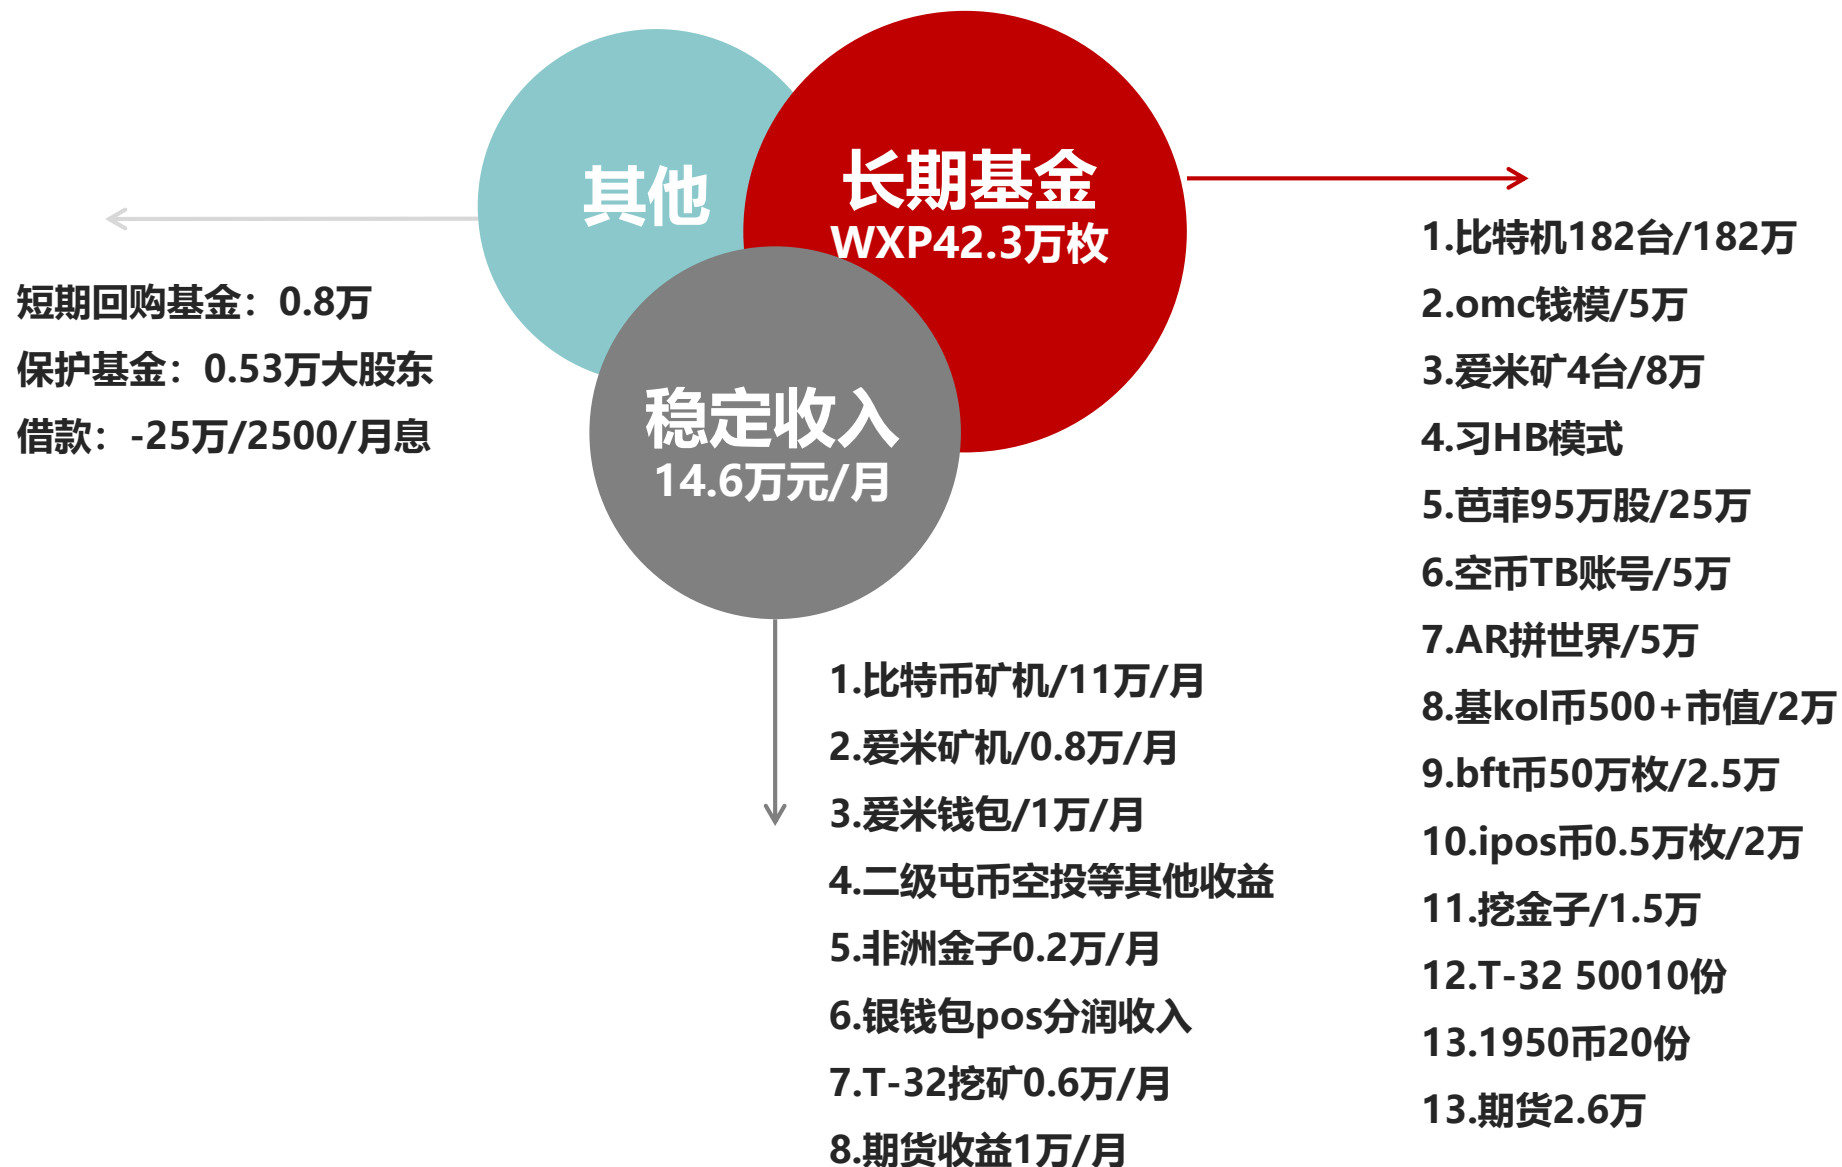 其他
长期基金
WXP42.3万枚
稳定收入
14.6万元/月
短期回购基金：0.8万
保护基金：0.53万大股东
借款：-25万/2500/月息
1.比特币矿机/11万/月
2.爱米矿机/0.8万/月
3.爱米钱包/1万/月
4.二级屯币空投等其他收益
5.非洲金子0.2万/月
6.银钱包pos分润收入
7.T-32挖矿0.6万/月
8.期货收益1万/月
1.比特机182台/182万
2.omc钱模/5万
3.爱米矿4台/8万
4.习HB模式
5.芭菲95万股/25万
6.空币TB账号/5万
7.AR拼世界/5万
8.基kol币500+市值/2万
9.bft币50万枚/2.5万
10.ipos币0.5万枚/2万
11.挖金子/1.5万
12.T-32 50010份
13.1950币20份
13.期货2.6万